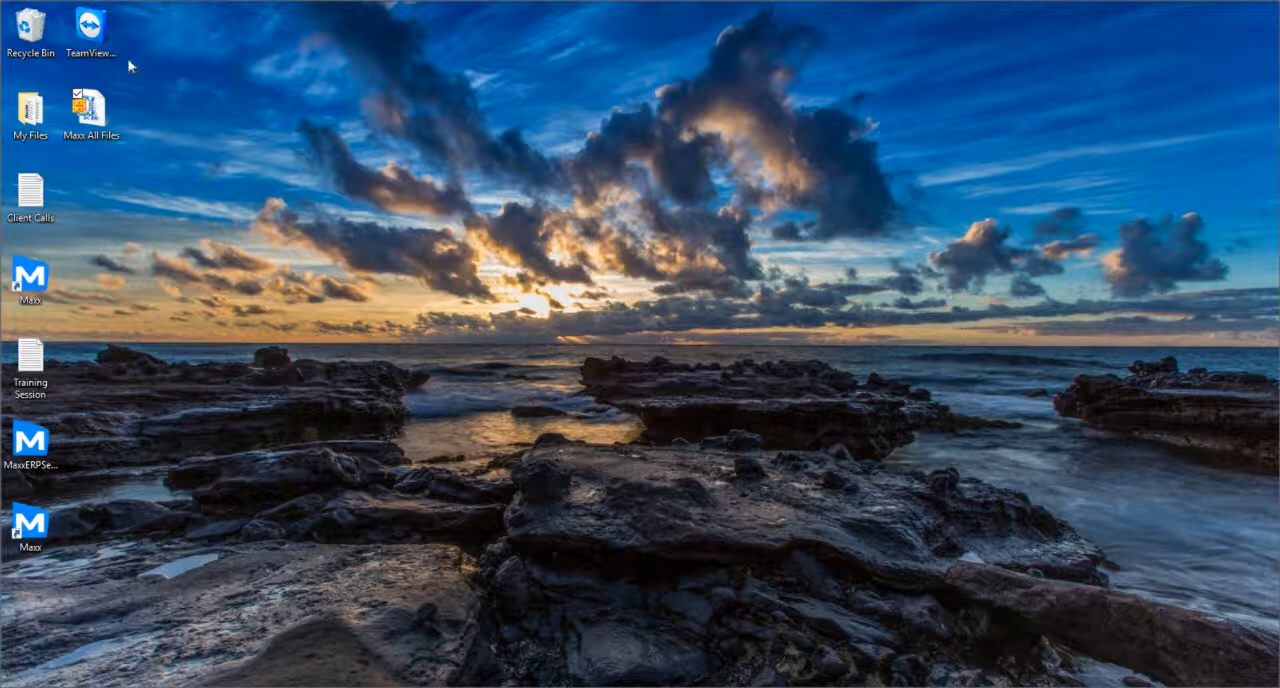 Recycle Bin
TeamView...
My Files
Maxx All Files
Client Calls
Maxx
Training
Session
MaxxERPSe...
Maxx